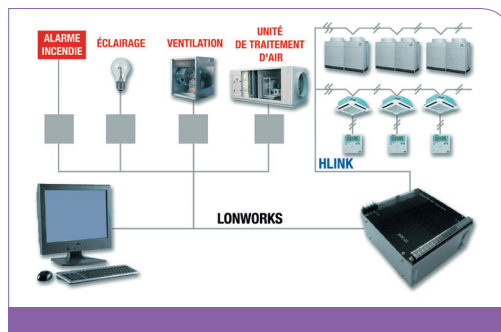 ALARME
INCENDIE
ÉCLAIRAGE
VENTILATION
UNITÉ
DE TRAITEMENT
D'AIR
HLINK
LONWORKS